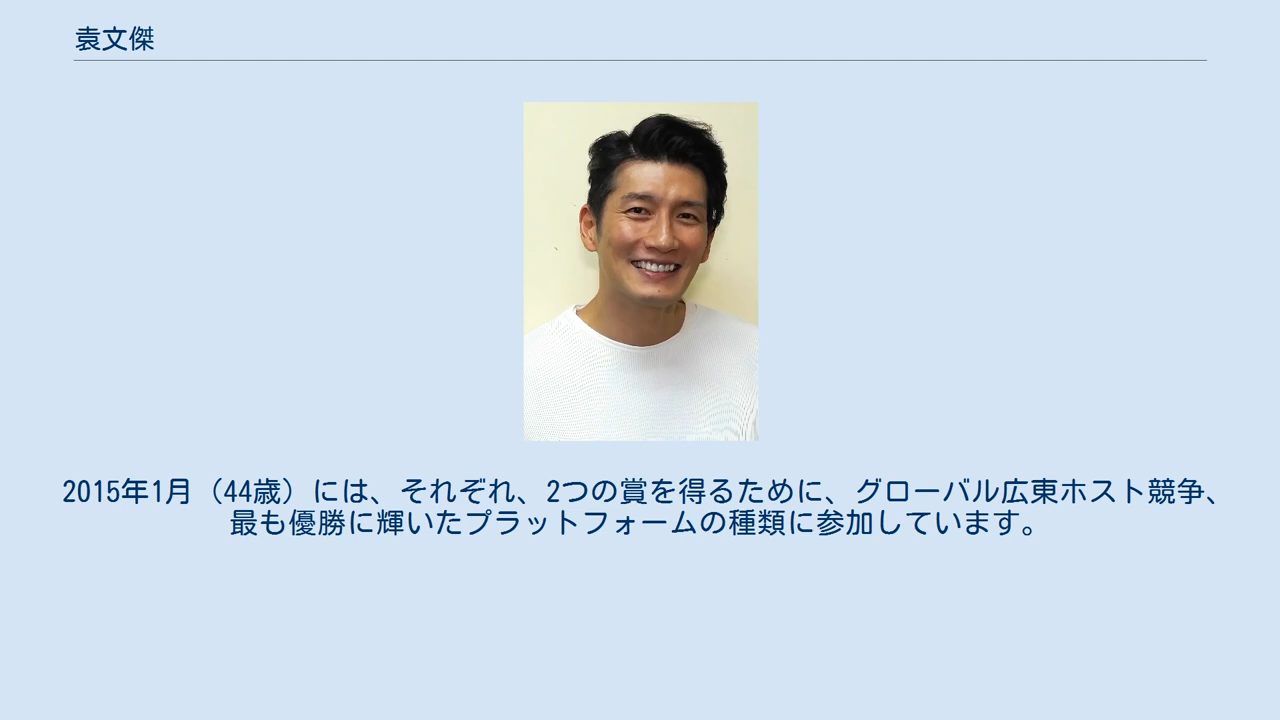 袁文傑
2015年1月（44歳）には、それぞれ、2つの賞を得るために、グローバル広東ホスト競争、
最も優勝に輝いたプラットフォームの種類に参加しています。